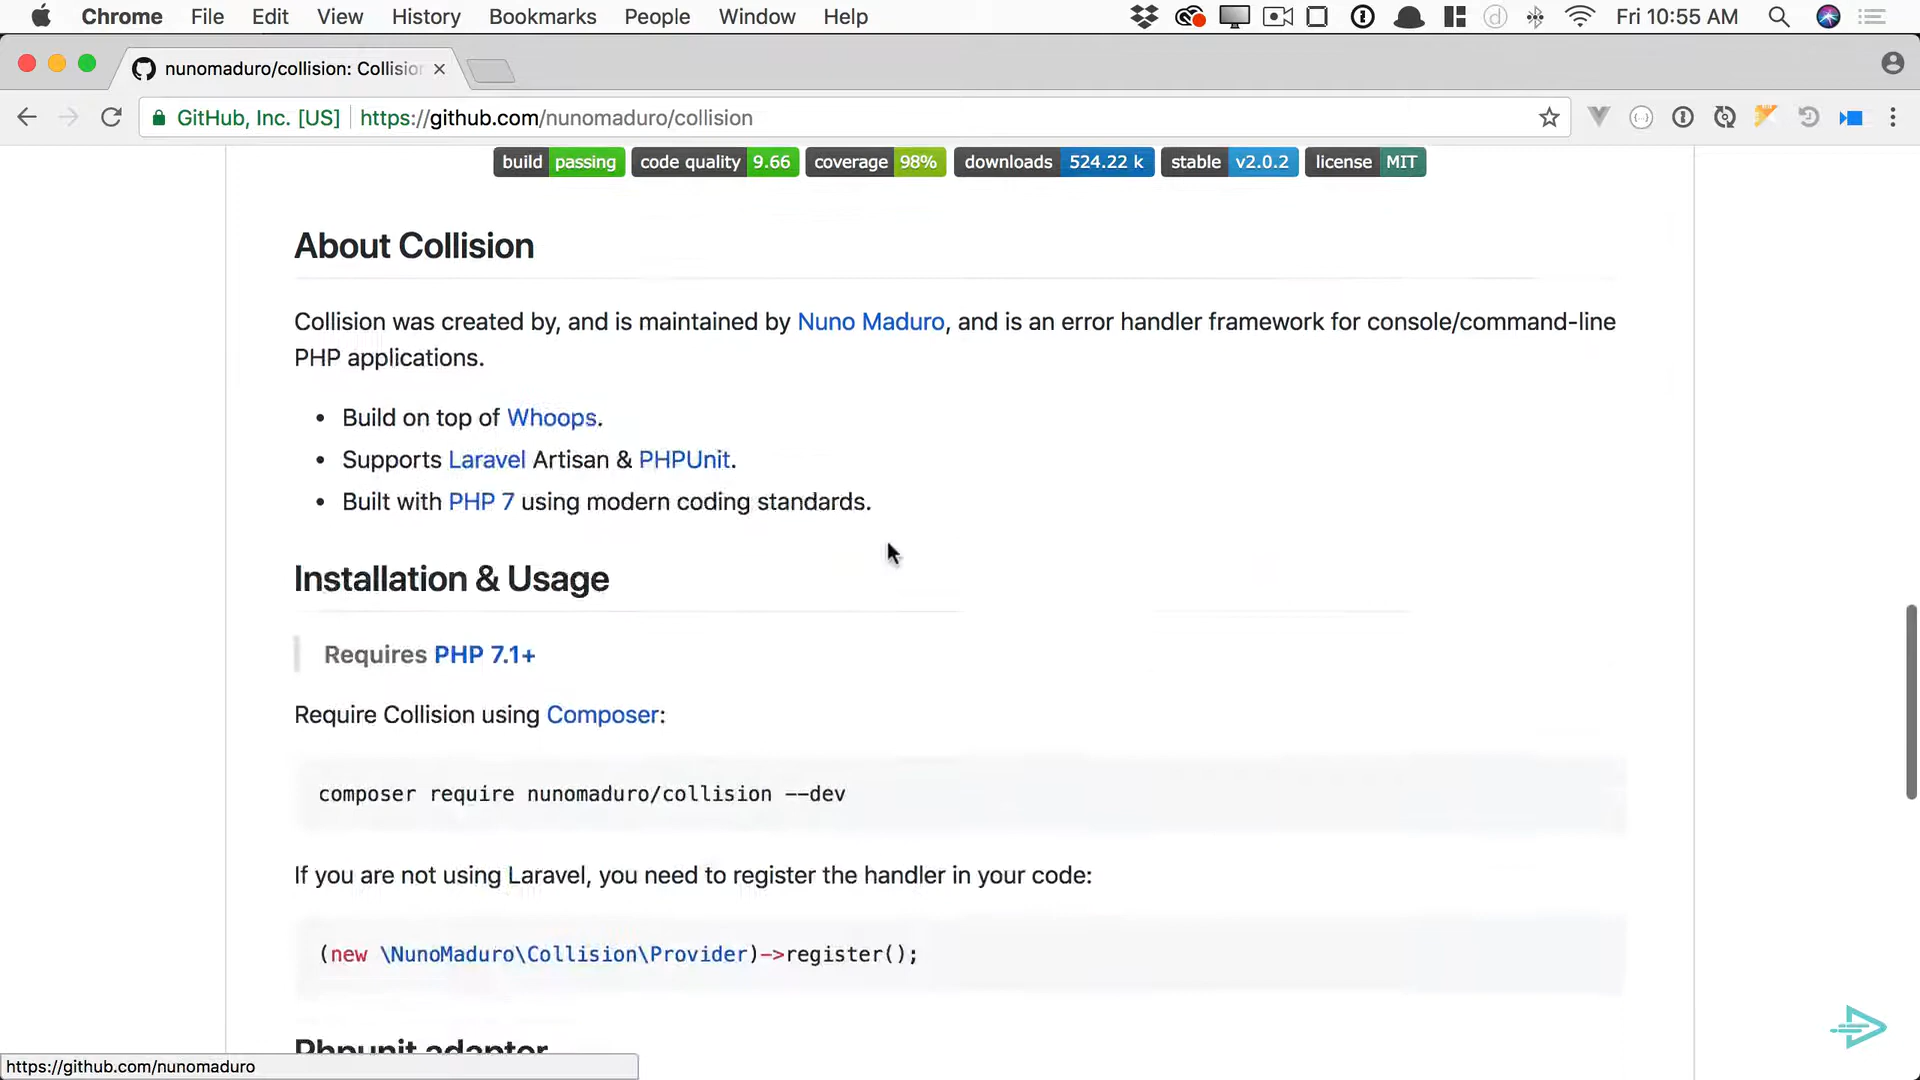 Chrome File Edit View History Bookmarks People Window Help Fri 10:55 AM
nunomaduro/collision: Collision
GitHub, Inc. [US] https://github.com/nunomaduro/collision
build passing code quality 9.66 coverage 98% downloads 524.22 k stable v2.0.2 license MIT
About Collision
Collision was created by, and is maintained by Nuno Maduro, and is an error handler framework for console/command-line
PHP applications.
• Build on top of Whoops.
• Supports Laravel Artisan & PHPUnit.
• Built with PHP 7 using modern coding standards.
Installation & Usage
Requires PHP 7.1+
Require Collision using Composer:
composer require nunomaduro/collision --dev
If you are not using Laravel, you need to register the handler in your code:
(new \NunoMaduro\Collision\Provider)->register();
Phpunit adapter
https://github.com/nunomaduro